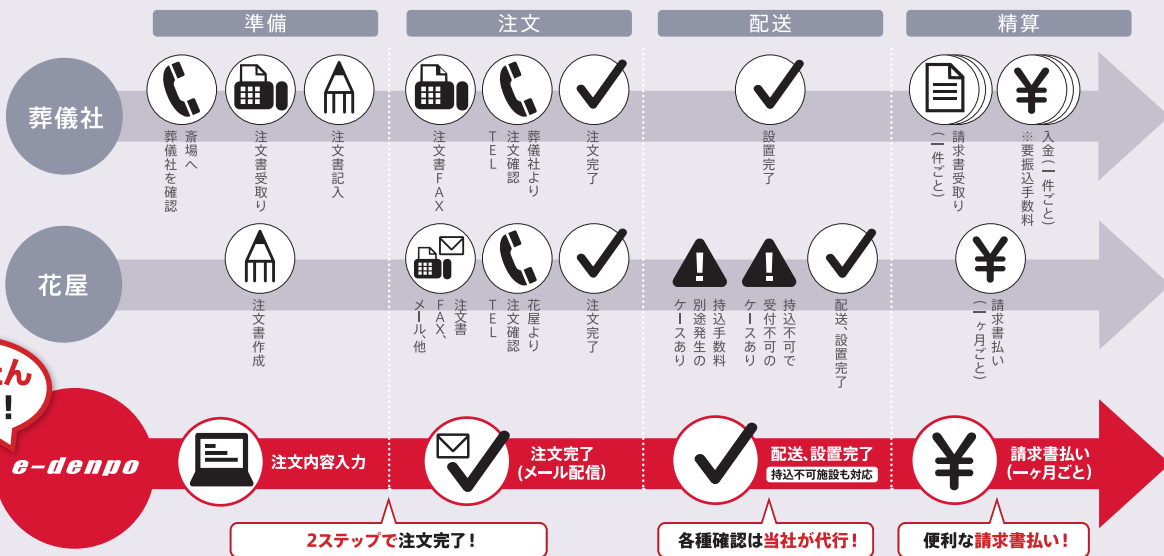 準備
注文
配送
精算
葬儀社
斎場へ
葬儀社を確認
注文書受取り
注文書記入
注文書FAX
葬儀社より
注文確認
TEL
注文完了
設置完了
請求書受取り
(一件ごと)
入金(一件ごと)
※要振込手数料
花屋
注文書作成
注文書
FAX、
メール、他
花屋より
注文確認
TEL
注文完了
持込手数料
別途発生の
ケースあり
持込不可で
受付不可の
ケースあり
配送、設置完了
請求書払い
(一ヶ月ごと)
たん
!
e-denpo
注文内容入力
注文完了
(メール配信)
配送、設置完了
持込不可施設も対応
請求書払い
(一ヶ月ごと)
2ステップで注文完了!
各種確認は当社が代行!
便利な請求書払い!